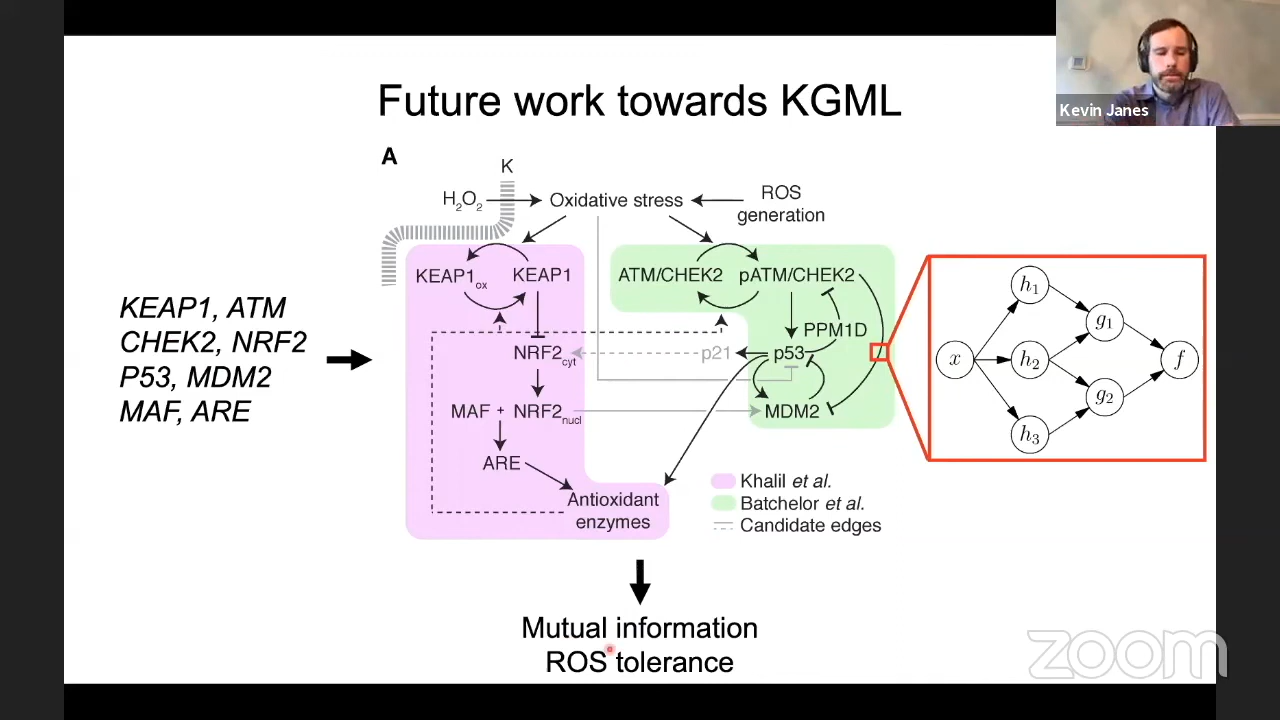 Future work towards KGML
Kevin Janes
A
K
H2O2
Oxidative stress
ROS
generation
KEAP1ox
KEAP1
ATM/CHEK2
pATM/CHEK2
KEAP1, ATM
CHEK2, NRF2
P53, MDM2
MAF, ARE
PPM1D
NRF2cyt
p21
p53
MAF + NRF2nucl
MDM2
ARE
Antioxidant
enzymes
Khalil et al.
Batchelor et al.
Candidate edges
x
h1
h2
h3
g1
g2
f
Mutual information
ROS tolerance
zoom